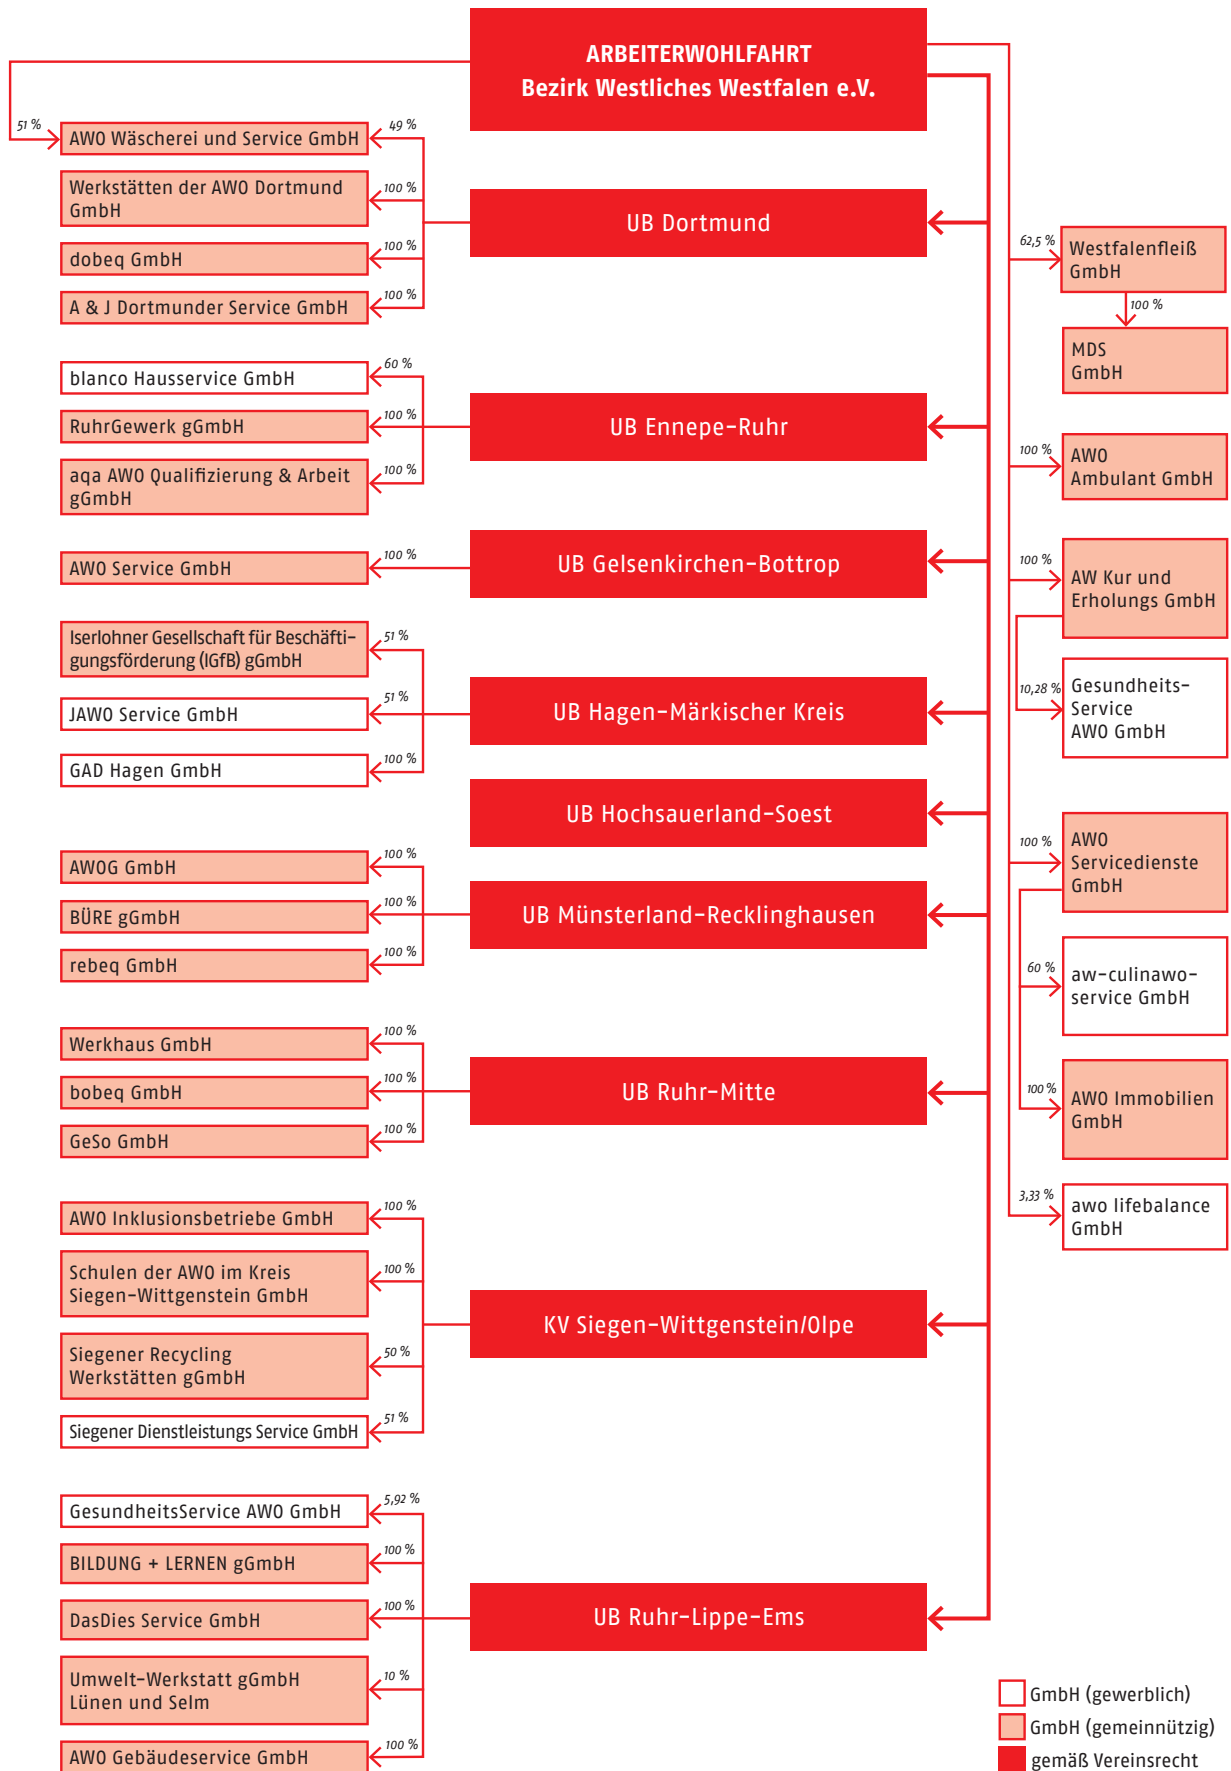 ARBEITERWOHLFAHRT
Bezirk Westliches Westfalen e.V.
51 %
AWO Wäscherei und Service GmbH
49 %
Werkstätten der AWO Dortmund
GmbH
100 %
dobeq GmbH
100 %
A & J Dortmunder Service GmbH
100 %
UB Dortmund
blanco Hausservice GmbH
60 %
RuhrGewerk gGmbH
100 %
aqa AWO Qualifizierung & Arbeit
gGmbH
100 %
UB Ennepe-Ruhr
AWO Service GmbH
100 %
UB Gelsenkirchen-Bottrop
Iserlohner Gesellschaft für Beschäfti-
gungsförderung (IGfB) gGmbH
51 %
JAWO Service GmbH
51 %
GAD Hagen GmbH
100 %
UB Hagen-Märkischer Kreis
UB Hochsauerland-Soest
AWOG GmbH
100 %
BÜRE gGmbH
100 %
rebeq GmbH
100 %
UB Münsterland-Recklinghausen
Werkhaus GmbH
100 %
bobeq GmbH
100 %
GeSo GmbH
100 %
UB Ruhr-Mitte
AWO Inklusionsbetriebe GmbH
100 %
Schulen der AWO im Kreis
Siegen-Wittgenstein GmbH
100 %
Siegener Recycling
Werkstätten gGmbH
50 %
Siegener Dienstleistungs Service GmbH
51 %
KV Siegen-Wittgenstein/Olpe
GesundheitsService AWO GmbH
5,92 %
BILDUNG + LERNEN gGmbH
100 %
DasDies Service GmbH
100 %
Umwelt-Werkstatt gGmbH
Lünen und Selm
10 %
AWO Gebäudeservice GmbH
100 %
UB Ruhr-Lippe-Ems
62,5 %
Westfalenfleiß
GmbH
100 %
MDS
GmbH
100 %
AWO
Ambulant GmbH
100 %
AW Kur und
Erholungs GmbH
10,28 %
Gesundheits-
Service
AWO GmbH
100 %
AWO
Servicedienste
GmbH
60 %
aw-culinawo-
service GmbH
100 %
AWO Immobilien
GmbH
3,33 %
awo lifebalance
GmbH
GmbH (gewerblich)
GmbH (gemeinnützig)
gemäß Vereinsrecht